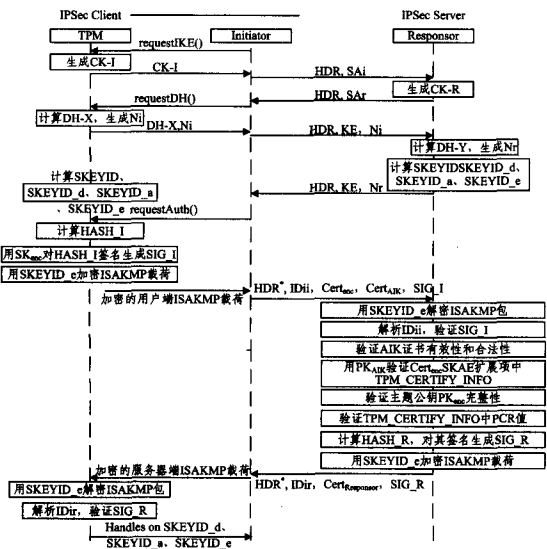 IPSec Client
IPSec Server
TPM
Initiator
Responsor
requestIKE()
生成CK-I
CK-I
HDR, SAi
生成CK-R
requestDH()
HDR, SAr
计算DH-X, 生成Ni
DH-X,Ni
HDR, KE, Ni
计算DH-Y, 生成Nr
计算SKEYID、
SKEYID_d、SKEYID_a
、SKEYID_e
计算SKEYIDSKEYID_d、
SKEYID_a、SKEYID_e
HDR, KE, Nr
requestAuth()
计算HASH_I
用SKenc对HASH_I签名生成SIG_I
用SKEYID_e加密ISAKMP载荷
加密的用户端ISAKMP载荷
HDR*, IDii, Certenc, CertAIK, SIG_I
用SKEYID_e解密ISAKMP包
解析IDii, 验证SIG_I
验证AIK证书有效性和合法性
用PKAIK验证CertencSKAE扩展项中
TPM_CERTIFY_INFO
验证主题公钥PKenc完整性
验证TPM_CERTIFY_INFO中PCR值
计算HASH_R, 对其签名生成SIG_R
用SKEYID_e加密ISAKMP载荷
加密的服务器端ISAKMP载荷
HDR*, IDir, CertResponsor, SIG_R
用SKEYID_e解密ISAKMP包
解析IDir, 验证SIG_R
Handles on SKEYID_d、
SKEYID_a、SKEYID_e